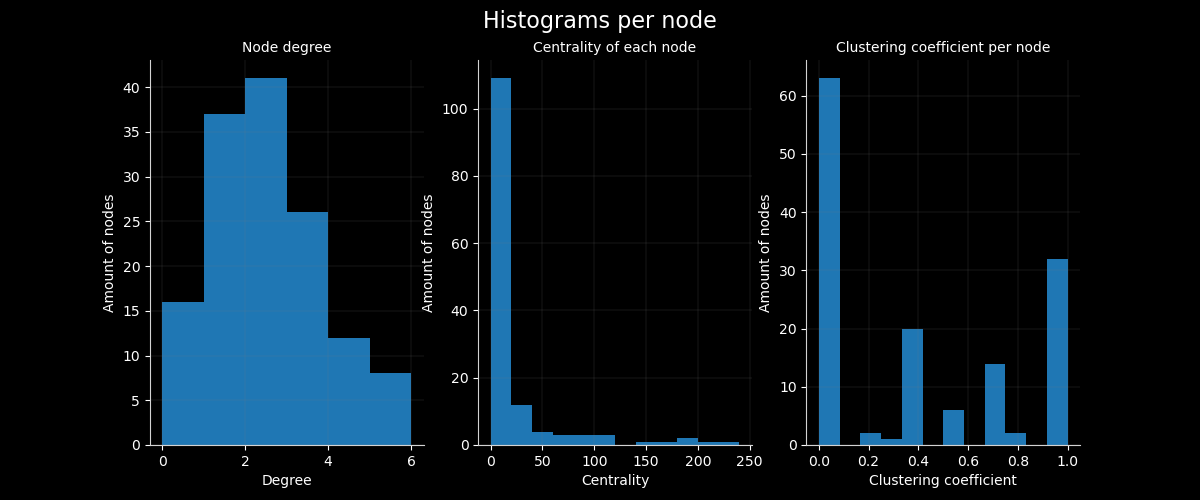 Histograms per node
Node degree
Amount of nodes
40
35
30
25
20
15
10
5
0
0 2 4 6
Degree
Centrality of each node
Amount of nodes
100
80
60
40
20
0
0 50 100 150 200 250
Centrality
Clustering coefficient per node
Amount of nodes
60
50
40
30
20
10
0
0.0 0.2 0.4 0.6 0.8 1.0
Clustering coefficient